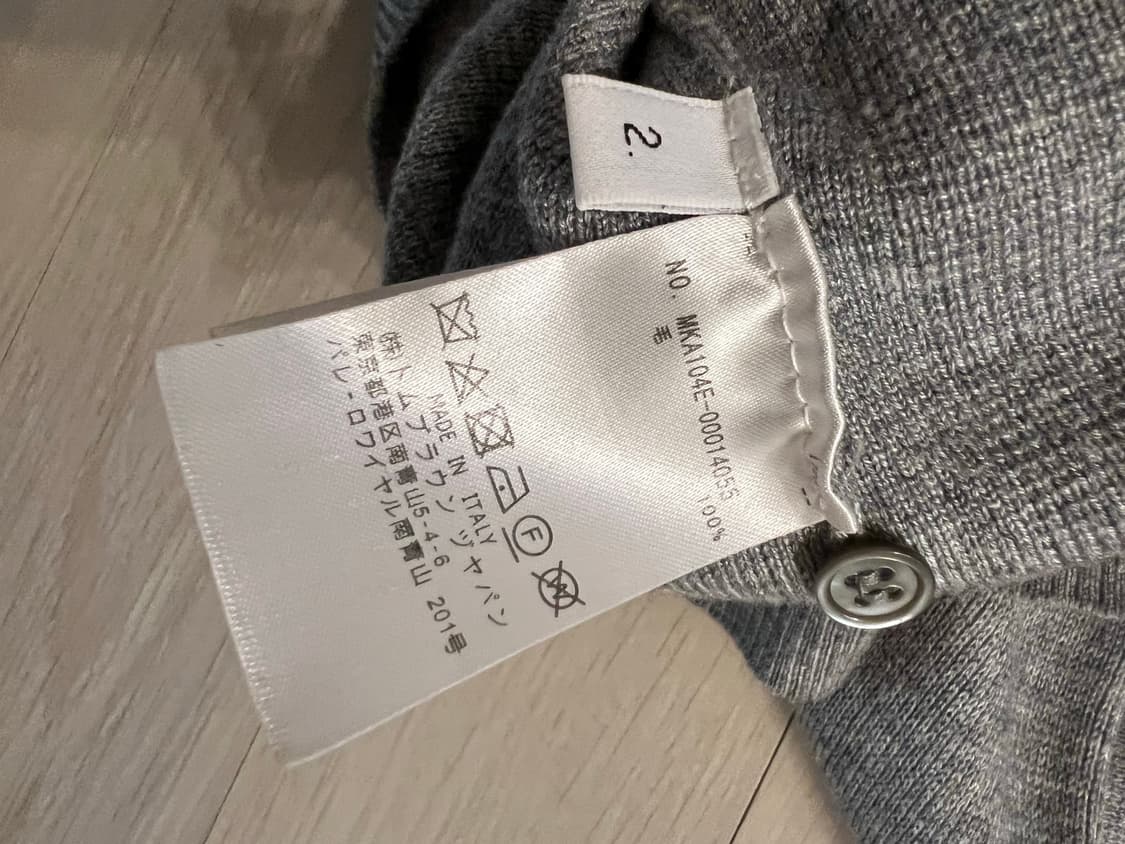 2.
NO. MKA104E-00014055
毛 100%
F
W
MADE IN ITALY
(株)トム ブラウン ジャパン
東京都港区南青山5-4-6
パレ・ロワイヤル南青山 201号